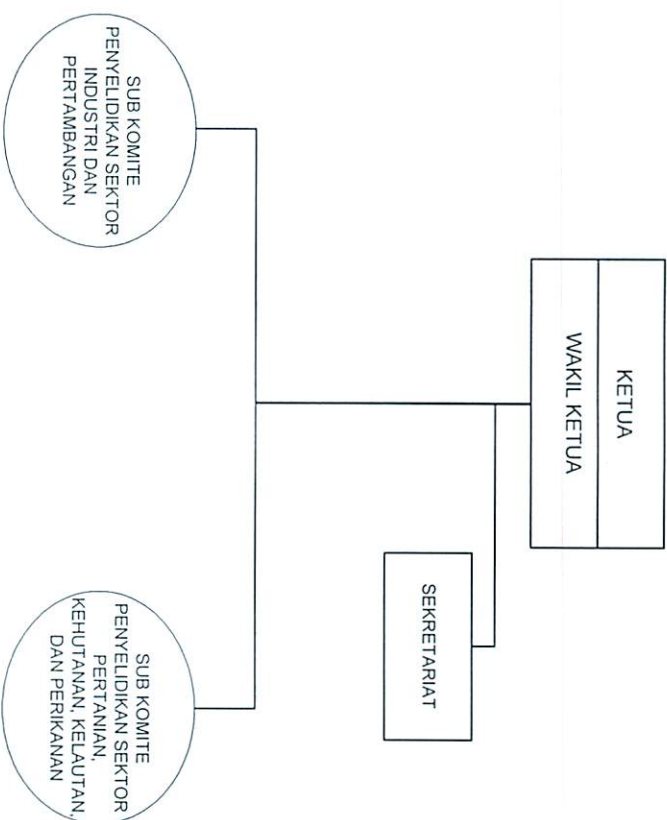 KETUA
WAKIL KETUA
SEKRETARIAT
SUB KOMITE
PENYELIDIKAN SEKTOR
INDUSTRI DAN
PERTAMBANGAN
SUB KOMITE
PENYELIDIKAN SEKTOR
PERTANIAN,
KEHUTANAN, KELAUTAN,
DAN PERIKANAN